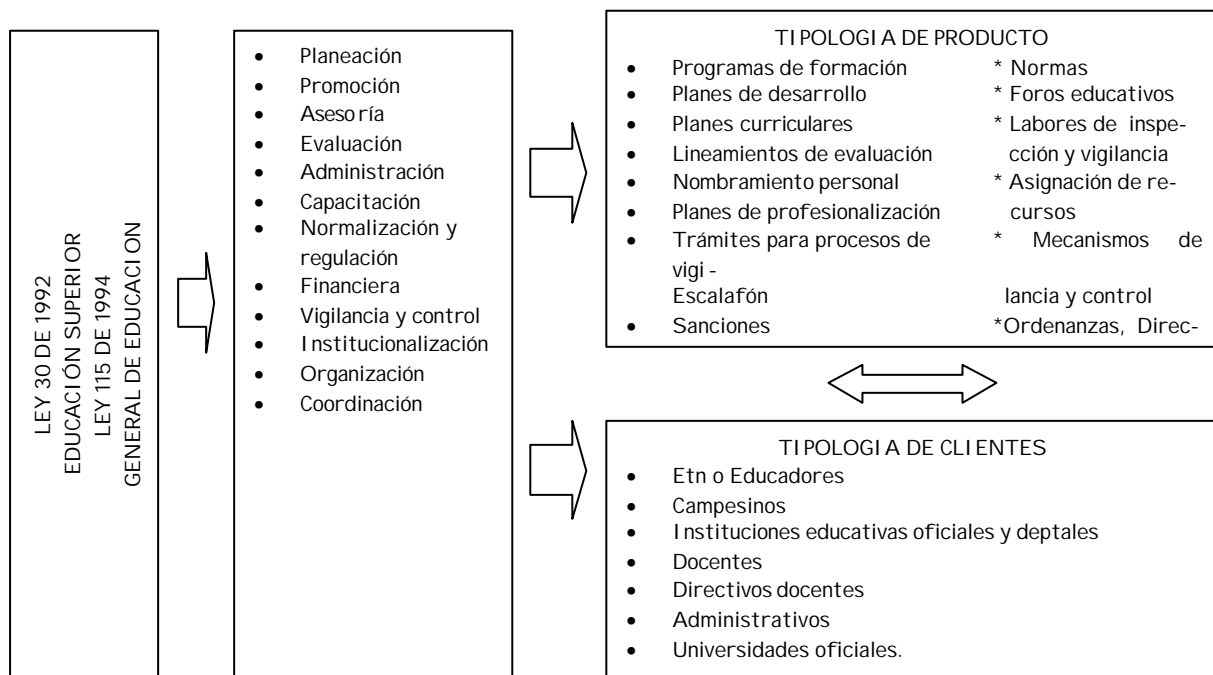 LEY 30 DE 1992
EDUCACIÓN SUPERIOR
LEY 115 DE 1994
GENERAL DE EDUCACION
• Planeación
• Promoción
• Asesoría
• Evaluación
• Administración
• Capacitación
• Normalización y
regulación
• Financiera
• Vigilancia y control
• Institucionalización
• Organización
• Coordinación
TIPOLOGIA DE PRODUCTO
• Programas de formación * Normas
• Planes de desarrollo * Foros educativos
• Planes curriculares * Labores de inspe-
• Lineamientos de evaluación cción y vigilancia
• Nombramiento personal * Asignación de re-
• Planes de profesionalización cursos
• Trámites para procesos de * Mecanismos de
vigi-
Escalafón lancia y control
• Sanciones *Ordenanzas, Direc-
TIPOLOGIA DE CLIENTES
• Etn o Educadores
• Campesinos
• Instituciones educativas oficiales y deptales
• Docentes
• Directivos docentes
• Administrativos
• Universidades oficiales.